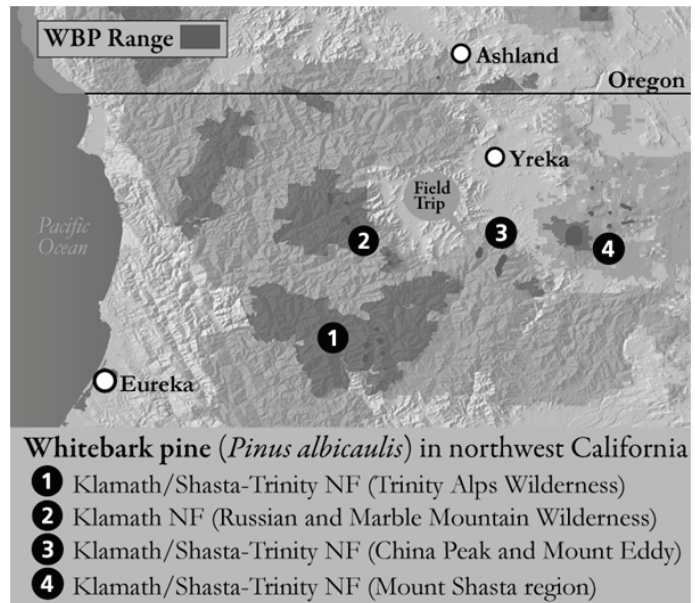 WBP Range
Ashland
Oregon
Yreka
Field
Trip
Pacific
Ocean
2
3
4
1
Eureka
Whitebark pine (Pinus albicaulis) in northwest California
1 Klamath/Shasta-Trinity NF (Trinity Alps Wilderness)
2 Klamath NF (Russian and Marble Mountain Wilderness)
3 Klamath/Shasta-Trinity NF (China Peak and Mount Eddy)
4 Klamath/Shasta-Trinity NF (Mount Shasta region)